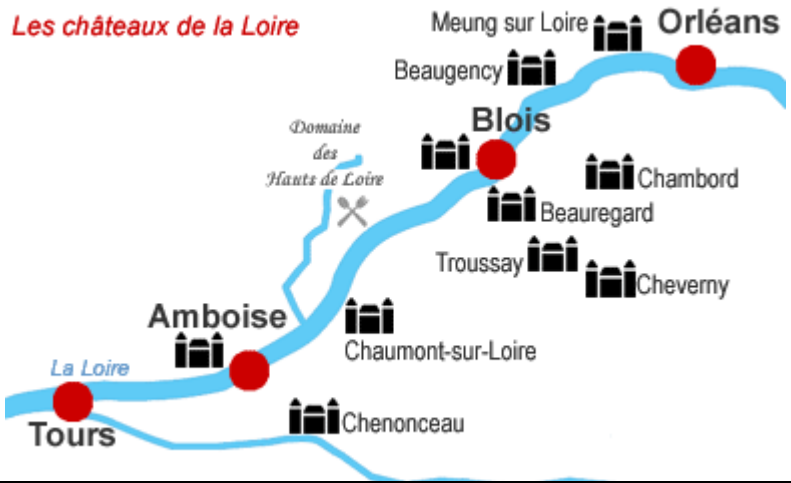 Les châteaux de la Loire
Meung sur Loire
Orléans
Beaugency
Blois
Domaine
des
Hauts de Loire
Chambord
Beauregard
Troussay
Cheverny
Amboise
Chaumont-sur-Loire
La Loire
Tours
Chenonceau